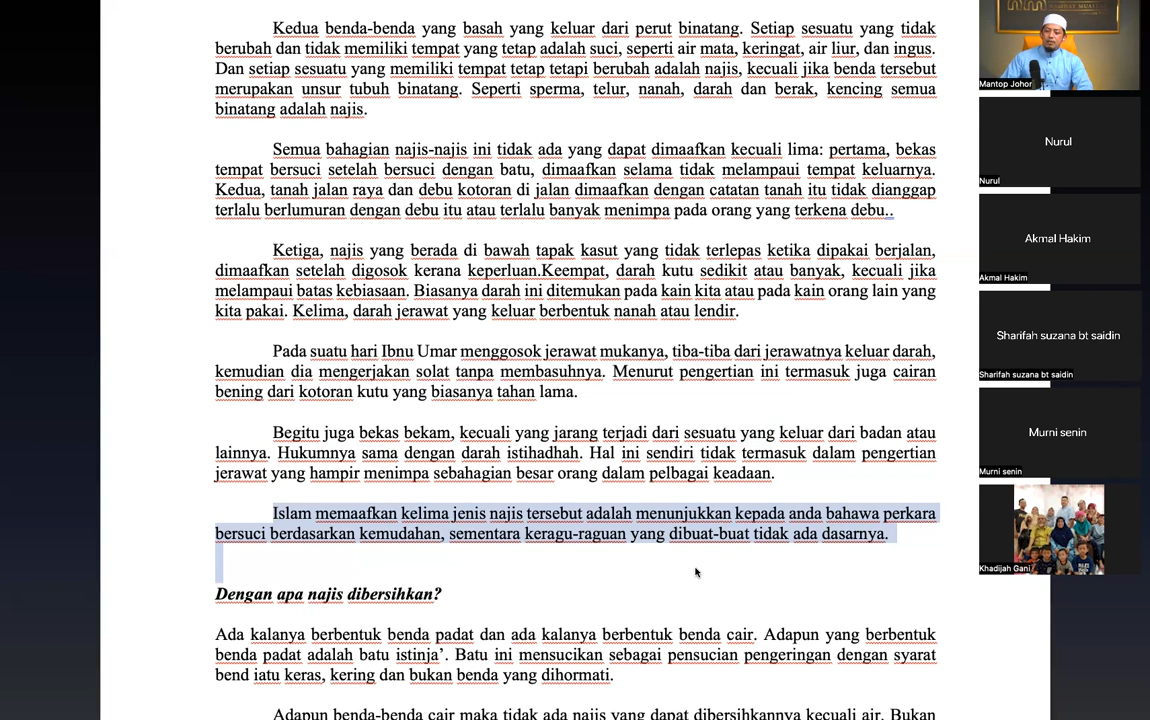 Kedua benda-benda yang basah yang keluar dari perut binatang. Setiap sesuatu yang tidak
berubah dan tidak memiliki tempat yang tetap adalah suci, seperti air mata, keringat, air liur, dan ingus.
Dan setiap sesuatu yang memiliki tempat tetap tetapi berubah adalah najis, kecuali jika benda tersebut
merupakan unsur tubuh binatang. Seperti sperma, telur, nanah, darah dan berak, kencing semua
binatang adalah najis.
Semua bahagian najis-najis ini tidak ada yang dapat dimaafkan kecuali lima: pertama, bekas
tempat bersuci setelah bersuci dengan batu, dimaafkan selama tidak melampaui tempat keluarnya.
Kedua, tanah jalan raya dan debu kotoran di jalan dimaafkan dengan catatan tanah itu tidak dianggap
terlalu berlumuran dengan debu itu atau terlalu banyak menimpa pada orang yang terkena debu..
Ketiga, najis yang berada di bawah tapak kasut yang tidak terlepas ketika dipakai berjalan,
dimaafkan setelah digosok kerana keperluan.Keempat, darah kutu sedikit atau banyak, kecuali jika
melampaui batas kebiasaan. Biasanya darah ini ditemukan pada kain kita atau pada kain orang lain yang
kita pakai. Kelima, darah jerawat yang keluar berbentuk nanah atau lendir.
Pada suatu hari Ibnu Umar menggosok jerawat mukanya, tiba-tiba dari jerawatnya keluar darah,
kemudian dia mengerjakan solat tanpa membasuhnya. Menurut pengertian ini termasuk juga cairan
bening dari kotoran kutu yang biasanya tahan lama.
Begitu juga bekas bekam, kecuali yang jarang terjadi dari sesuatu yang keluar dari badan atau
lainnya. Hukumnya sama dengan darah istihadhah. Hal ini sendiri tidak termasuk dalam pengertian
jerawat yang hampir menimpa sebahagian besar orang dalam pelbagai keadaan.
Islam memaafkan kelima jenis najis tersebut adalah menunjukkan kepada anda bahawa perkara
bersuci berdasarkan kemudahan, sementara keragu-raguan yang dibuat-buat tidak ada dasarnya.
Dengan apa najis dibersihkan?
Ada kalanya berbentuk benda padat dan ada kalanya berbentuk benda cair. Adapun yang berbentuk
benda padat adalah batu istinja’. Batu ini mensucikan sebagai pensucian pengeringan dengan syarat
bend iatu keras, kering dan bukan benda yang dihormati.
Adapun benda-benda cair maka tidak ada najis yang dapat dibersihkannya kecuali air. Bukan
Mantop Johor
Nurul
Nurul
Akmal Hakim
Akmal Hakim
Sharifah suzana bt saidin
Sharifah suzana bt saidin
Murni senin
Murni senin
Khadijah Gani